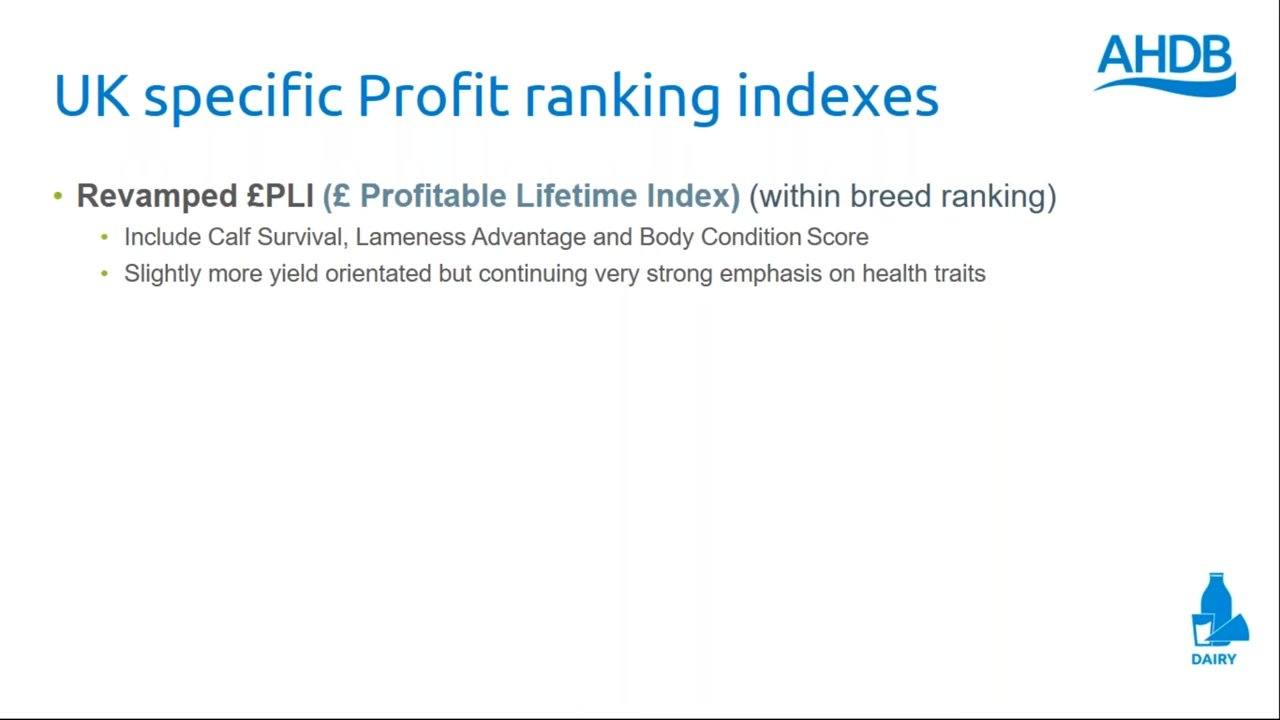 AHDB
UK specific Profit ranking indexes
• Revamped £PLI (£ Profitable Lifetime Index) (within breed ranking)
• Include Calf Survival, Lameness Advantage and Body Condition Score
• Slightly more yield orientated but continuing very strong emphasis on health traits
DAIRY